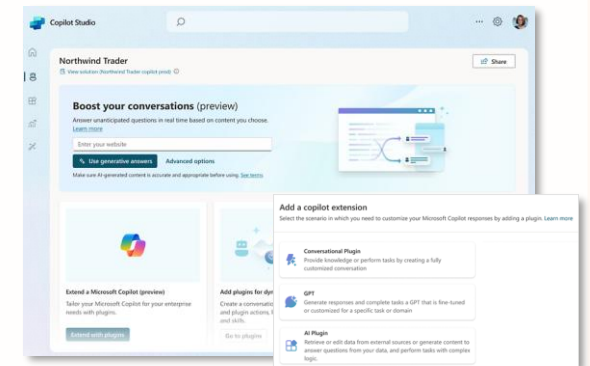 Copilot Studio
Northwind Trader
View solution (Northwind Trader copilot prod)
Share
Boost your conversations (preview)
Answer unanticipated questions in real time based on content you choose.
Learn more
Enter your website
Use generative answers
Advanced options
Make sure AI-generated content is accurate and appropriate before using. See terms.
Extend a Microsoft Copilot (preview)
Tailor your Microsoft Copilot for your enterprise
needs with plugins.
Extend with plugins
Add plugins for dyn
Create a conversatio
and plugin actions,
and skills.
Go to plugins
Add a copilot extension
Select the scenario in which you need to customize your Microsoft Copilot responses by adding a plugin. Learn more
Conversational Plugin
Provide knowledge or perform tasks by creating a fully
customized conversation
GPT
Generate responses and complete tasks a GPT that is fine-tuned
or customized for a specific task or domain
AI Plugin
Retrieve or edit data from external sources or generate content to
answer questions from your data, and perform tasks with complex
logic.